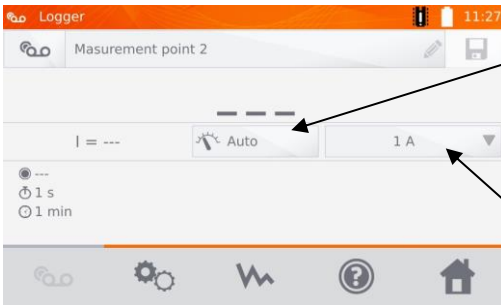 Logger 11:27
Masurement point 2
— — —
I = --- Auto 1 A
---
1 s
1 min
?